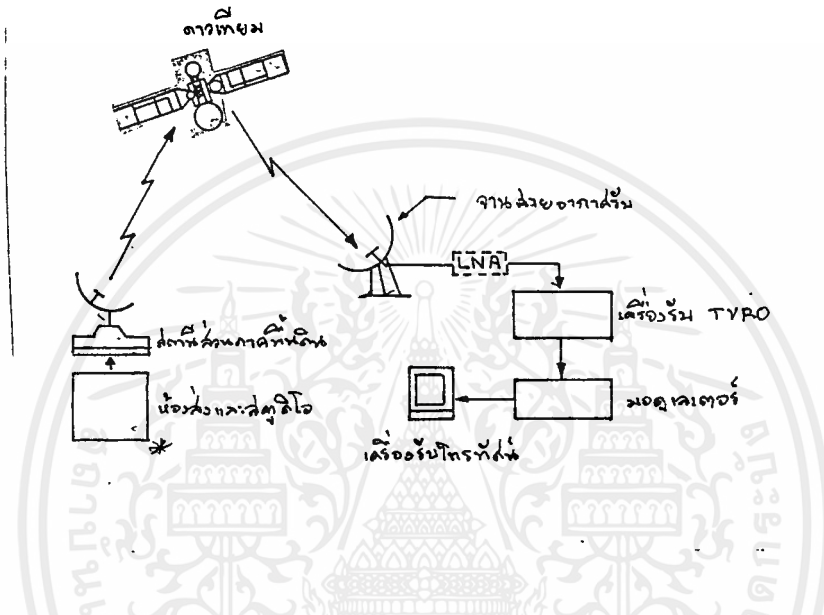 ดาวเทียม
จานสายอากาศรับ
LNA
เครื่องรับ TVRO
สถานีส่วนภาคพื้นดิน
ห้องส่งและสตูดิโอ
มอดูเลเตอร์
เครื่องรับโทรทัศน์